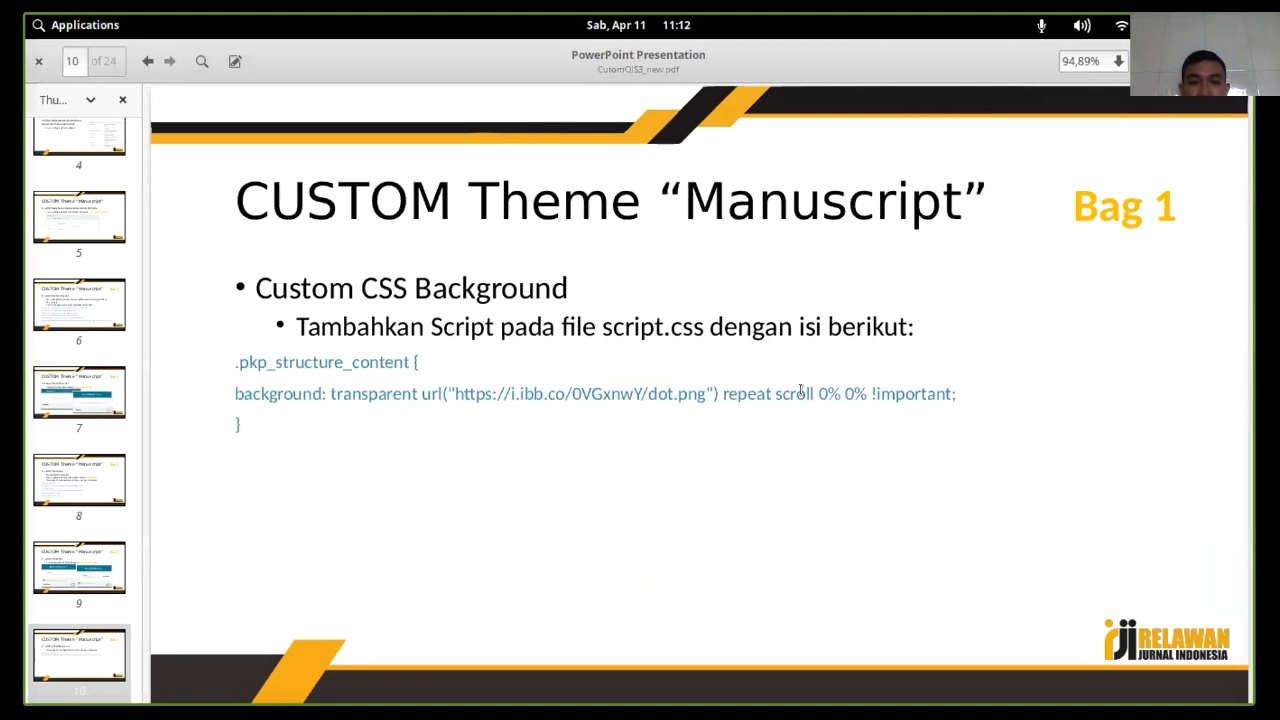 Applications
Sab, Apr 11 11:12
10 of 24
PowerPoint Presentation
CutomOJS3_new.pdf
94,89%
Thu...
4
5
6
7
8
9
10
CUSTOM Theme “Manuscript”
Bag 1
• Custom CSS Background
• Tambahkan Script pada file script.css dengan isi berikut:
.pkp_structure_content {
background: transparent url("https://i.ibb.co/0VGxnwY/dot.png") repeat scroll 0% 0% !important;
}
RELAWAN
JURNAL INDONESIA